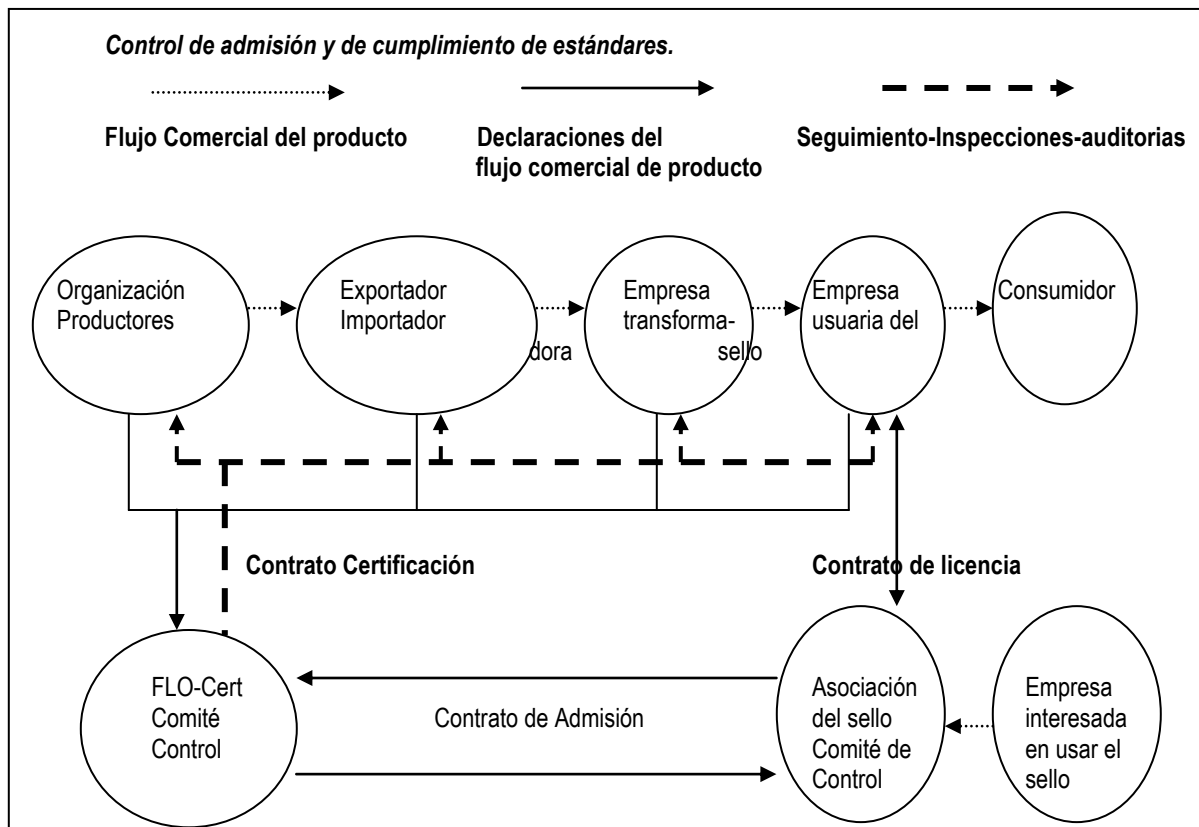 Control de admisión y de cumplimiento de estándares.
Flujo Comercial del producto
Declaraciones del
flujo comercial de producto
Seguimiento-Inspecciones-auditorias
Organización
Productores
Exportador
Importador
Empresa
transforma-
dora
Empresa
usuaria del
sello
Consumidor
Contrato Certificación
Contrato de licencia
FLO-Cert
Comité
Control
Contrato de Admisión
Asociación
del sello
Comité de
Control
Empresa
interesada
en usar el
sello